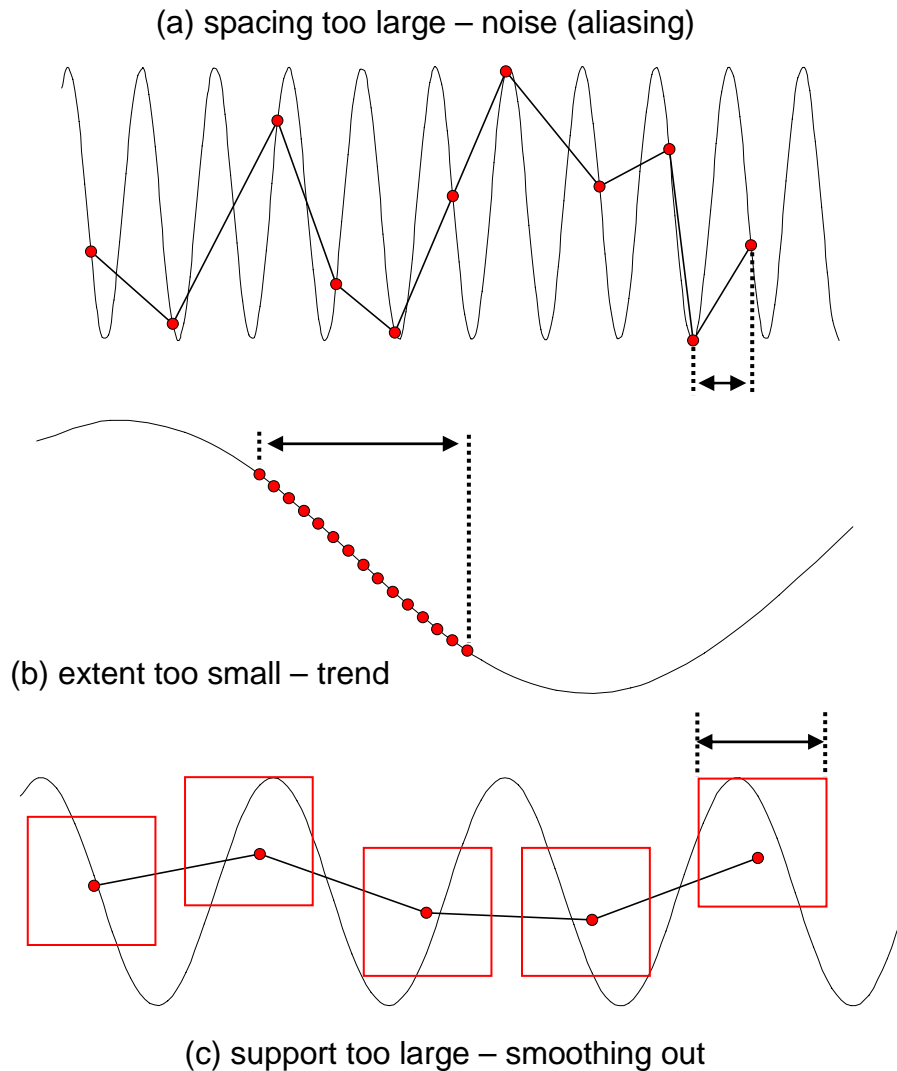 (a) spacing too large – noise (aliasing)
(b) extent too small – trend
(c) support too large – smoothing out